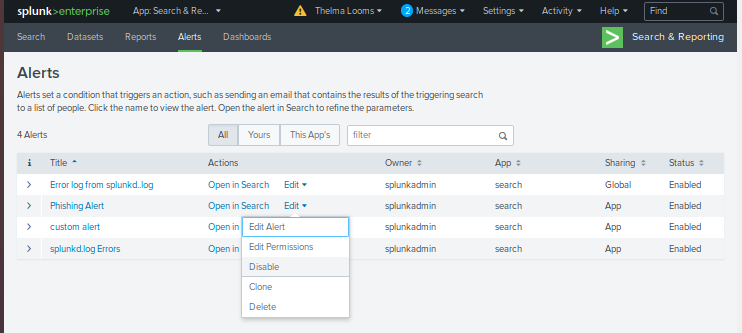 splunk>enterprise App: Search & Re... Thelma Looms 2 Messages Settings Activity Help Find
Search Datasets Reports Alerts Dashboards > Search & Reporting
Alerts
Alerts set a condition that triggers an action, such as sending an email that contains the results of the triggering search
to a list of people. Click the name to view the alert. Open the alert in Search to refine the parameters.
4 Alerts All Yours This App's filter
i Title Actions Owner App Sharing Status
Error log from splunkd..log Open in Search Edit splunkadmin search Global Enabled
Phishing Alert Open in Search Edit splunkadmin search App Enabled
custom alert Open in splunkadmin search App Enabled
splunkd.log Errors Open in splunkadmin search App Enabled
Edit Alert
Edit Permissions
Disable
Clone
Delete